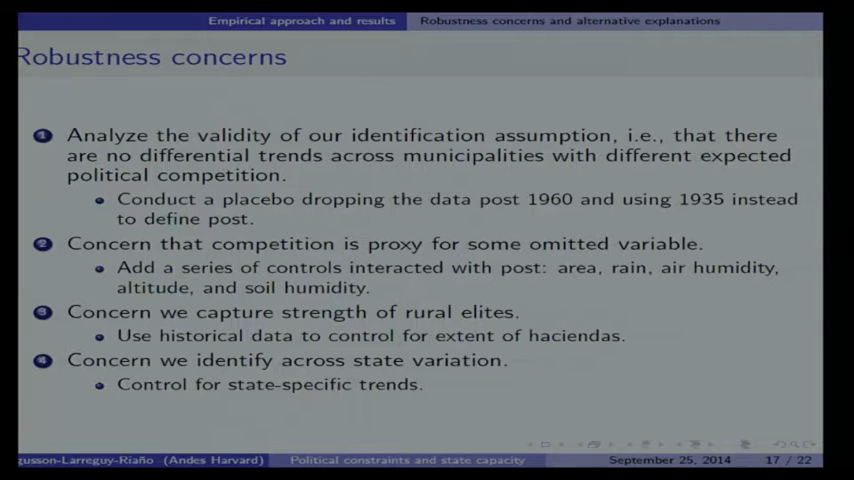 Empirical approach and results Robustness concerns and alternative explanations
Robustness concerns
1 Analyze the validity of our identification assumption, i.e., that there
are no differential trends across municipalities with different expected
political competition.
Conduct a placebo dropping the data post 1960 and using 1935 instead
to define post.
2 Concern that competition is proxy for some omitted variable.
Add a series of controls interacted with post: area, rain, air humidity,
altitude, and soil humidity.
3 Concern we capture strength of rural elites.
Use historical data to control for extent of haciendas.
4 Concern we identify across state variation.
Control for state-specific trends.
gusson-Larreguy-Riaño (Andes Harvard) Political constraints and state capacity September 25, 2014 17 / 22